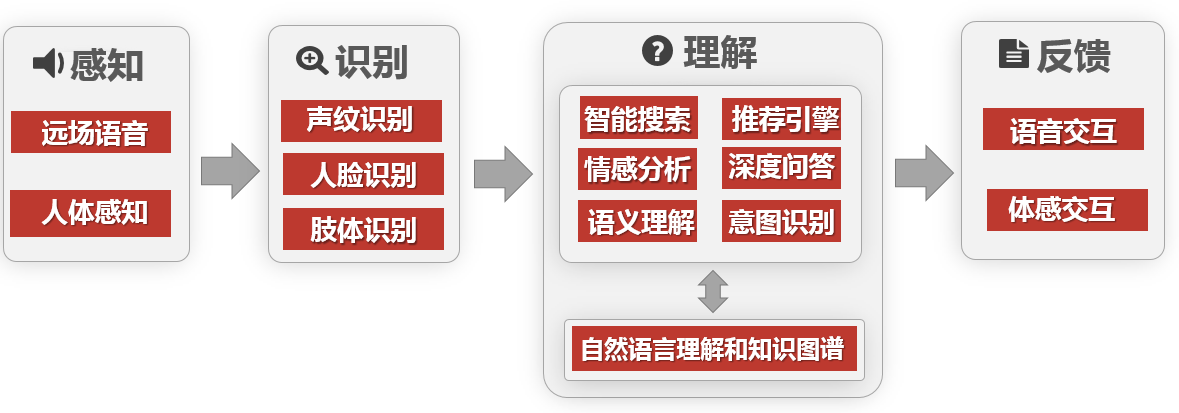 感知
远场语音
人体感知
识别
声纹识别
人脸识别
肢体识别
理解
智能搜索
推荐引擎
情感分析
深度问答
语义理解
意图识别
自然语言理解和知识图谱
反馈
语音交互
体感交互